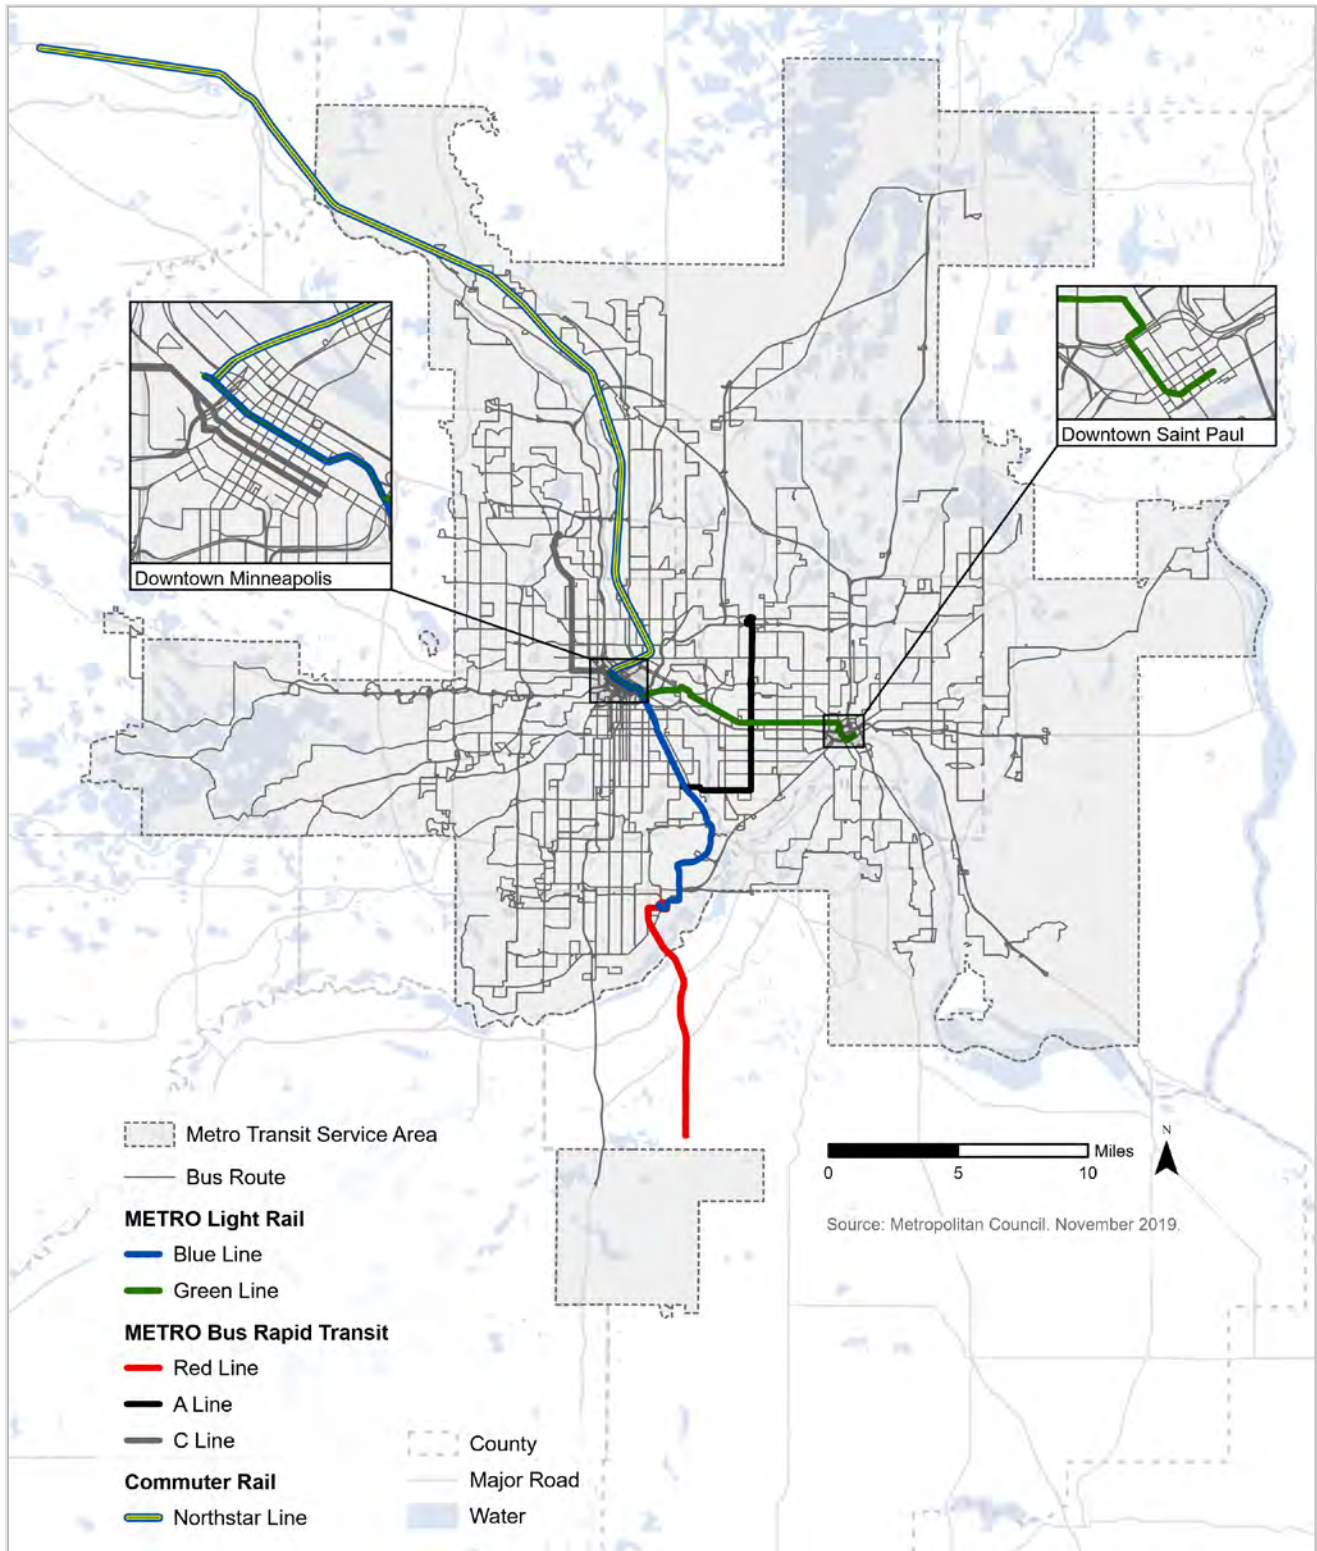 Downtown Minneapolis
Downtown Saint Paul
Metro Transit Service Area
Bus Route
METRO Light Rail
Blue Line
Green Line
METRO Bus Rapid Transit
Red Line
A Line
C Line
Commuter Rail
Northstar Line
County
Major Road
Water
Miles
0 5 10
N
Source: Metropolitan Council. November 2019.